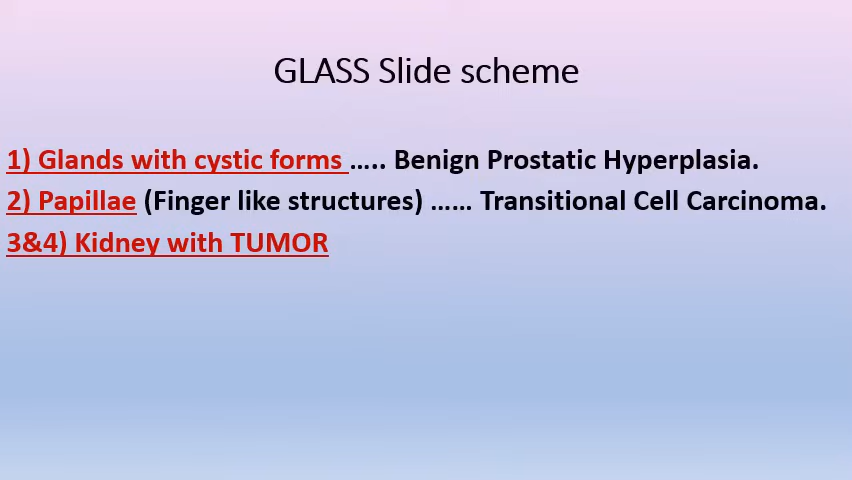 GLASS Slide scheme
1) Glands with cystic forms ….. Benign Prostatic Hyperplasia.
2) Papillae (Finger like structures) …… Transitional Cell Carcinoma.
3&4) Kidney with TUMOR